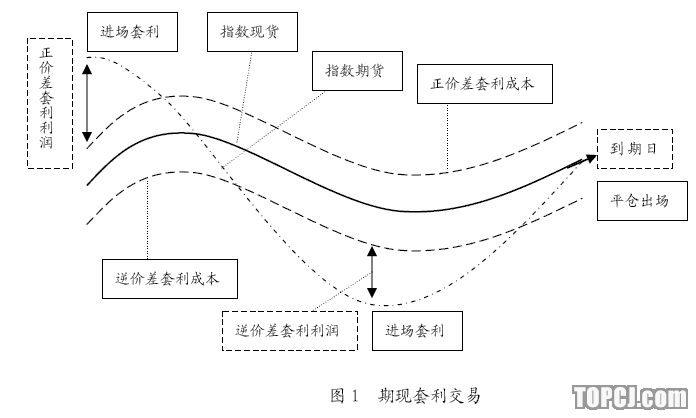 进场套利
指数现货
正价差套利利润
指数期货
正价差套利成本
到期日
平仓出场
逆价差套利成本
逆价差套利利润
进场套利
图 1 期现套利交易
TOPCJ.com